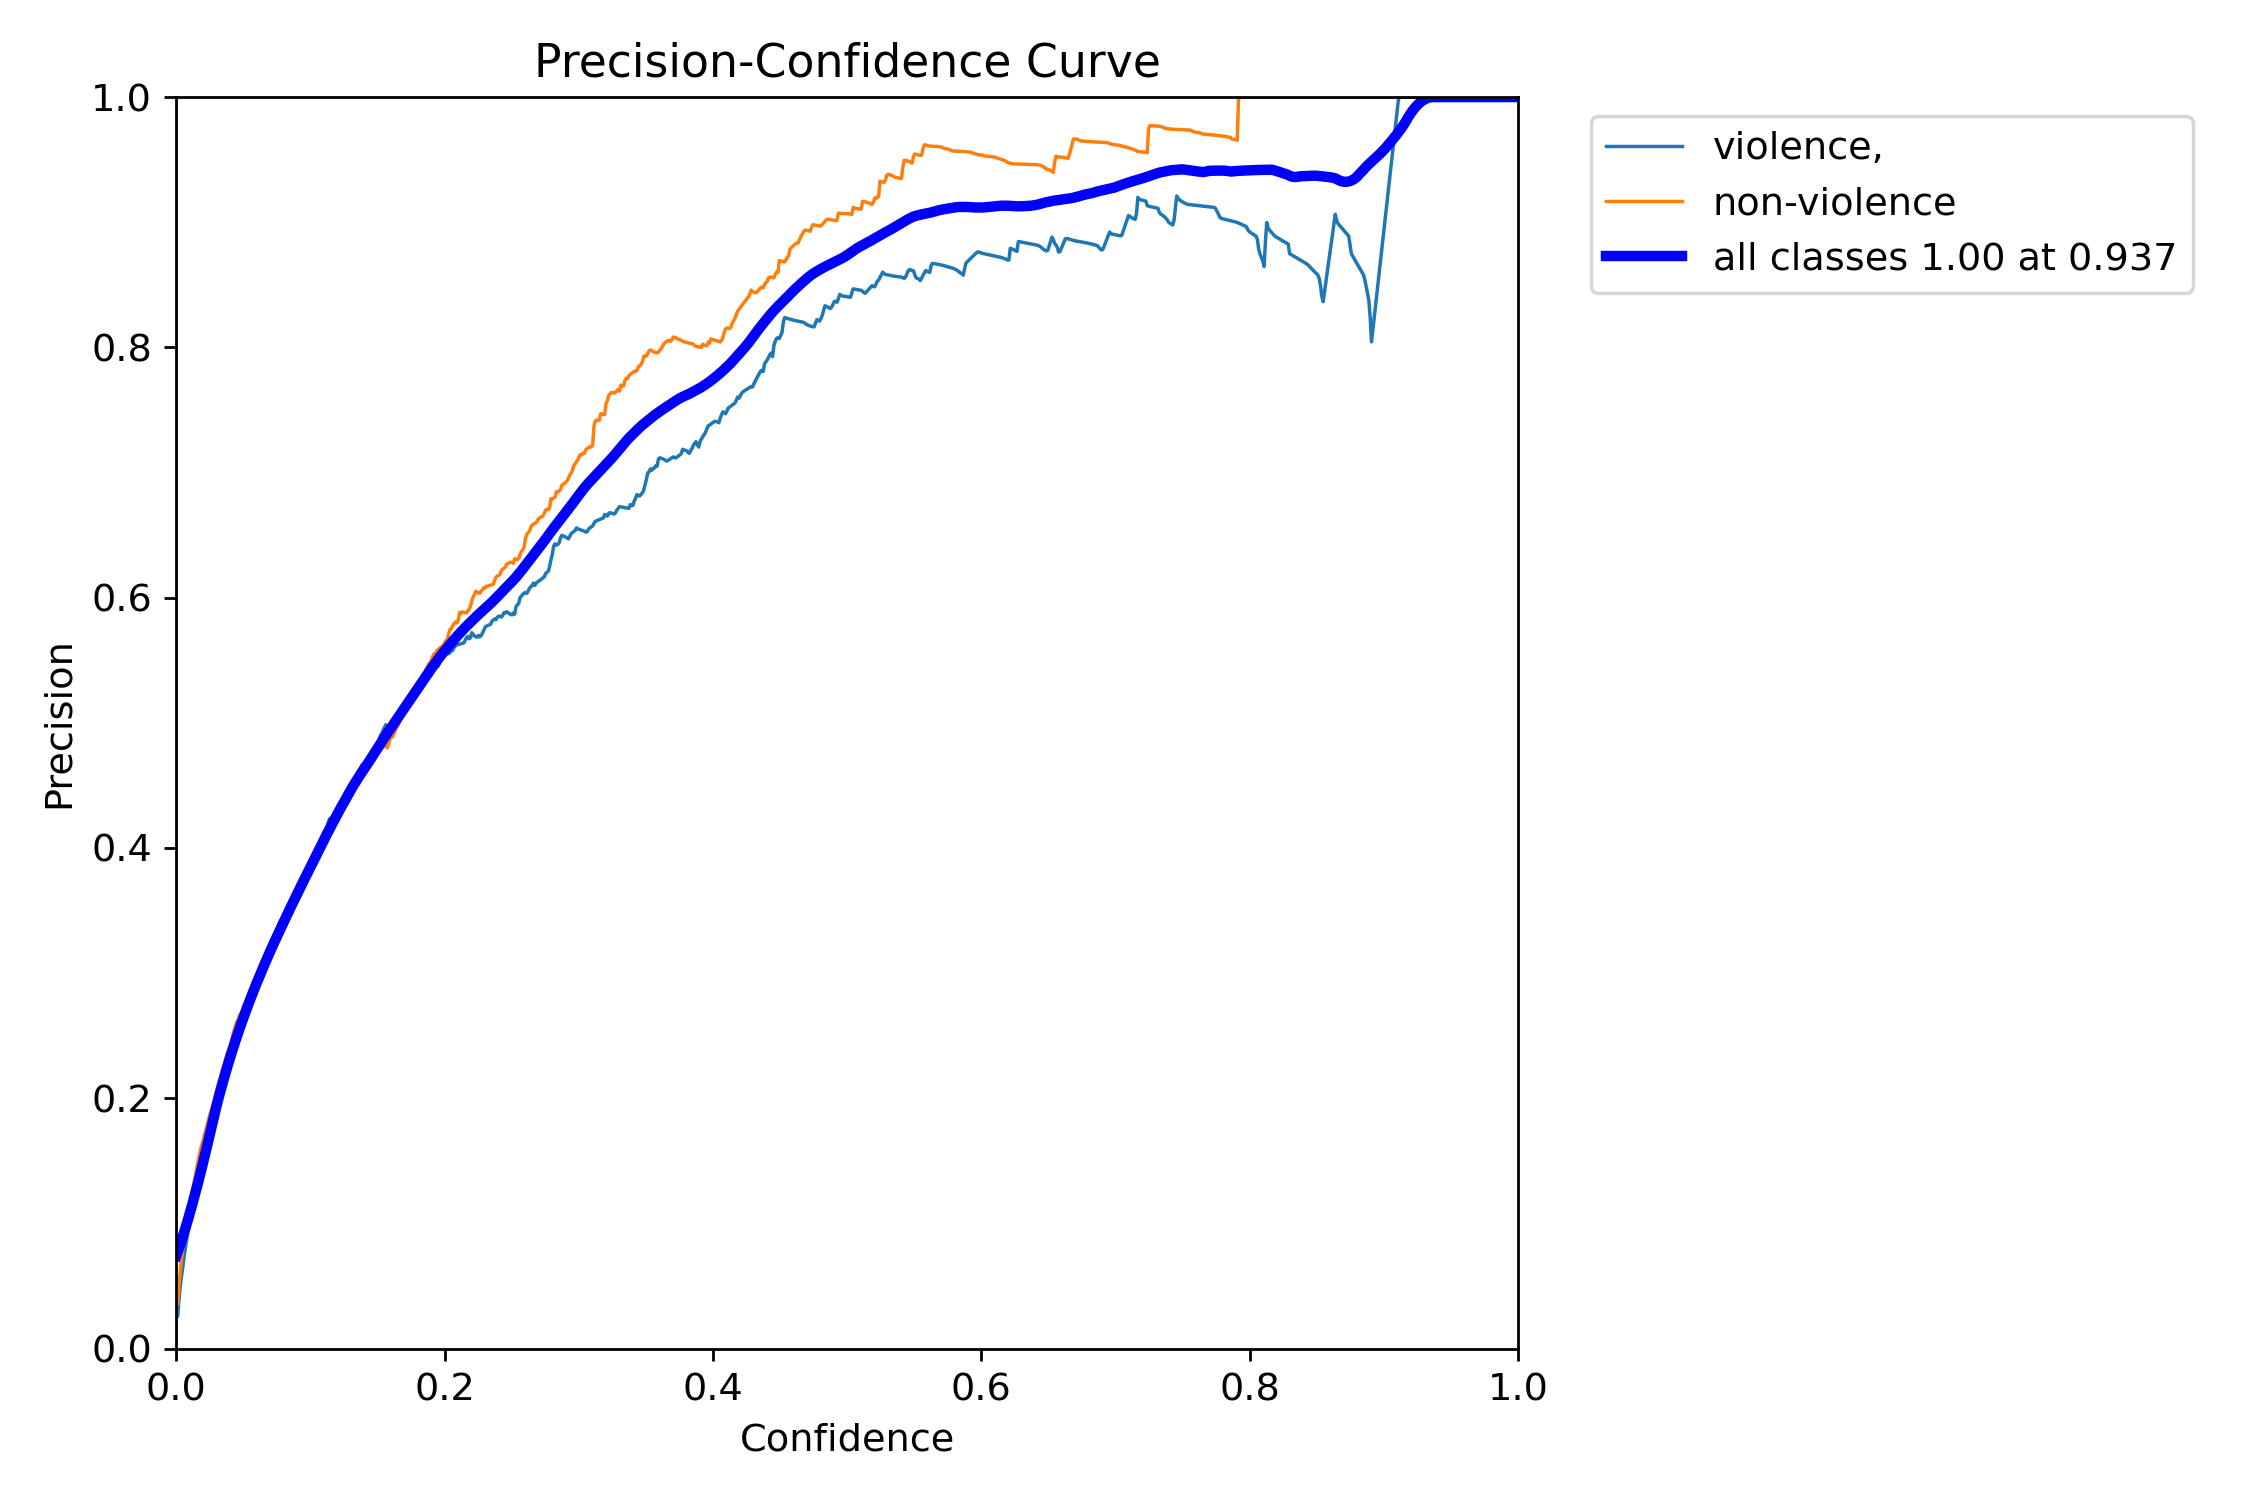 Precision-Confidence Curve
1.0
0.8
0.6
0.4
0.2
0.0
Precision
0.0 0.2 0.4 0.6 0.8 1.0
Confidence
violence,
non-violence
all classes 1.00 at 0.937